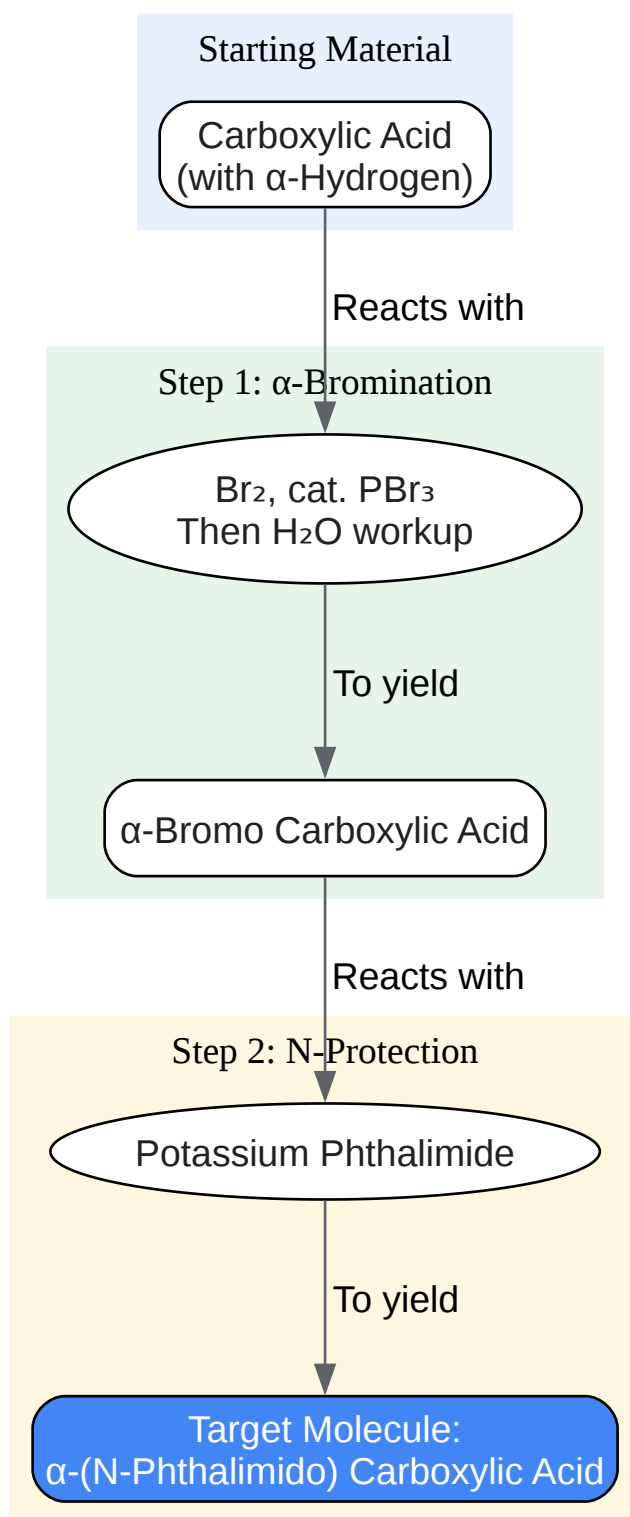 Starting Material
Carboxylic Acid
(with α-Hydrogen)
Reacts with
Step 1: α-Bromination
Br₂, cat. PBr₃
Then H₂O workup
To yield
α-Bromo Carboxylic Acid
Reacts with
Step 2: N-Protection
Potassium Phthalimide
To yield
Target Molecule:
α-(N-Phthalimido) Carboxylic Acid